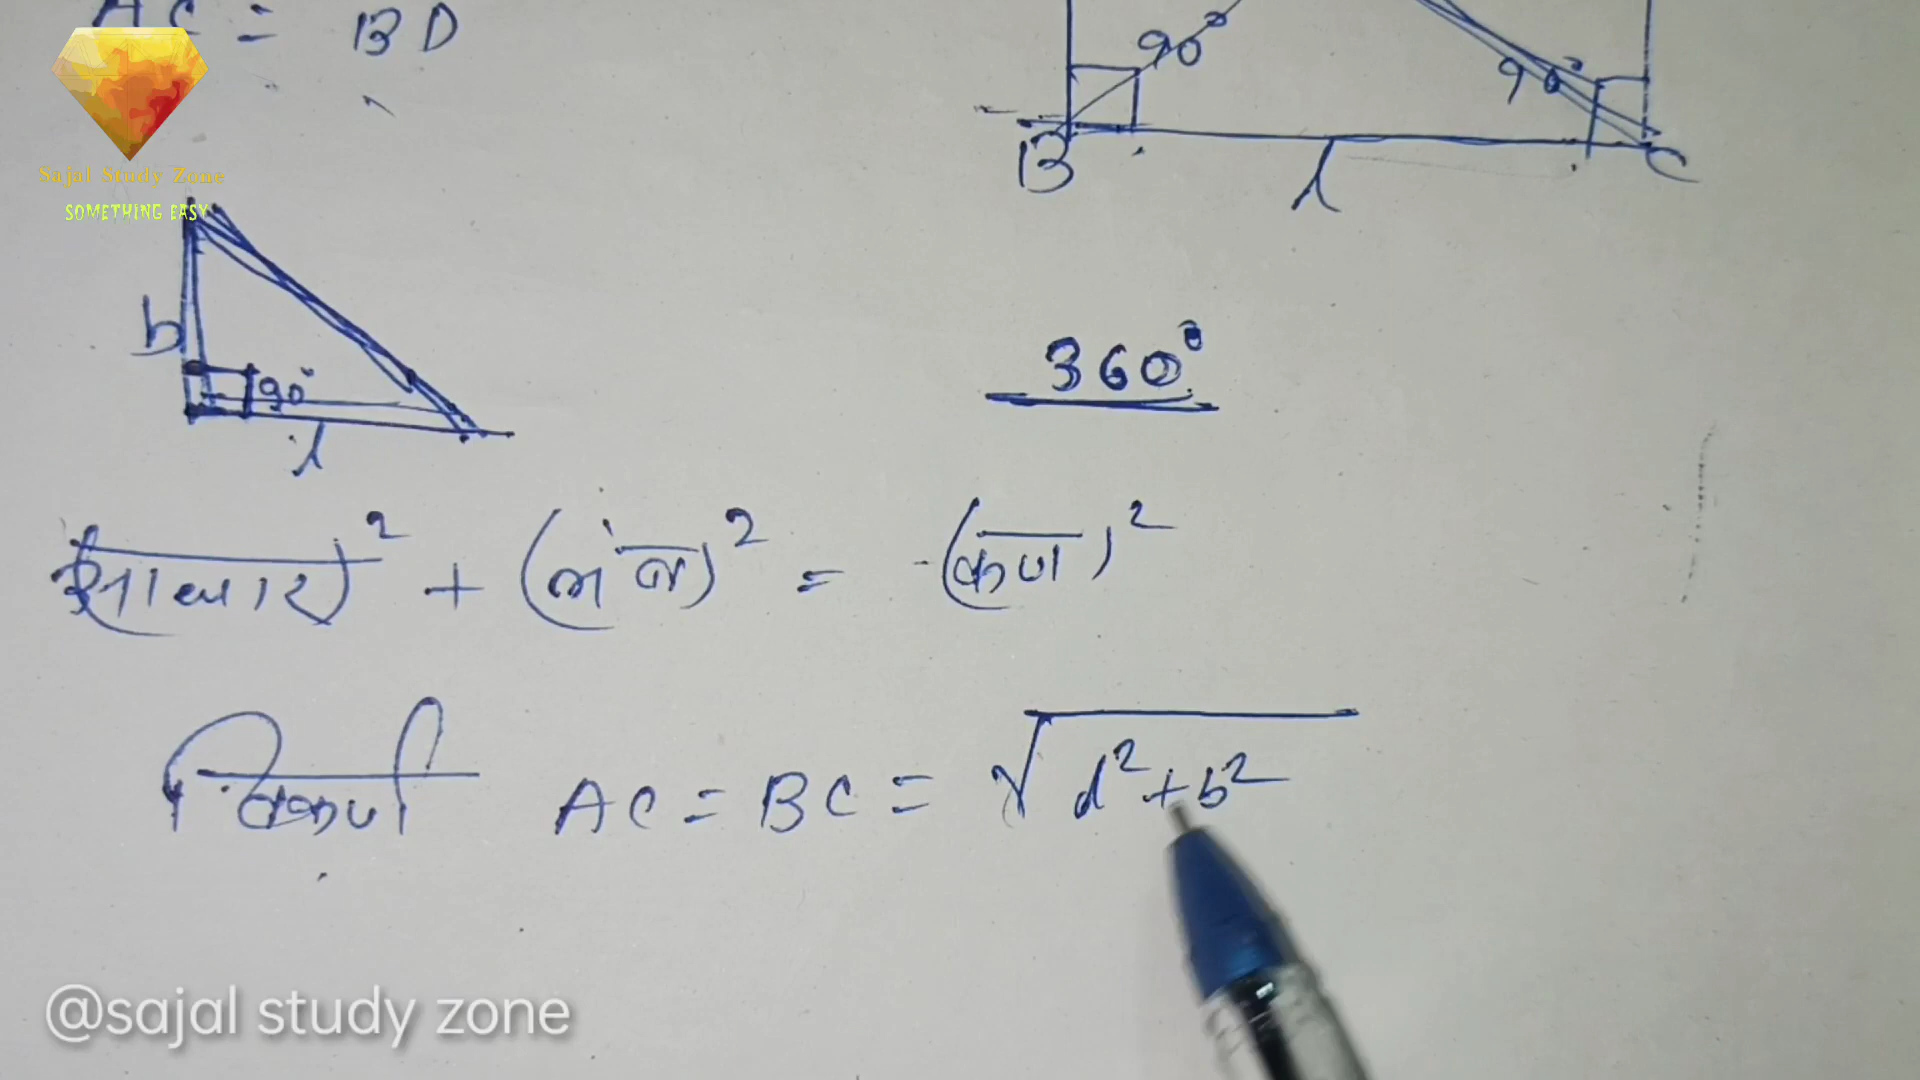 AC = BD
90°
90°
B
l
C
Sajal Study Zone
SOMETHING EASY
b
90°
l
360°
(आधार)² + (लंब)² = (कर्ण)²
विकर्ण AC = BC = √d²+b²
@sajal study zone